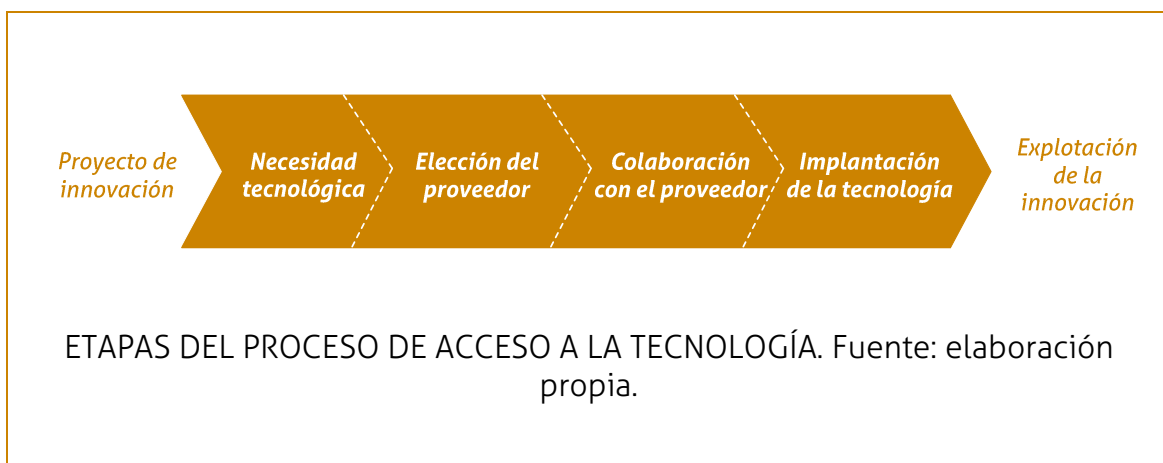 Proyecto de
innovación
Necesidad
tecnológica
Elección del
proveedor
Colaboración
con el proveedor
Implantación
de la tecnología
Explotación
de la
innovación
ETAPAS DEL PROCESO DE ACCESO A LA TECNOLOGÍA. Fuente: elaboración
propia.